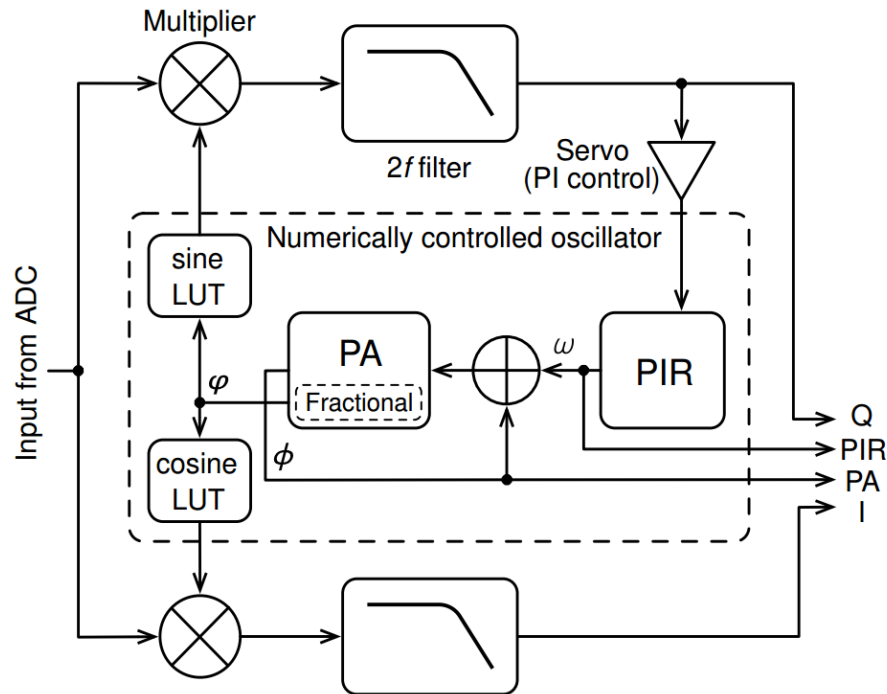 Multiplier
2f filter
Servo
(PI control)
Numerically controlled oscillator
sine
LUT
Input from ADC
φ
PA
Fractional
ω
PIR
ϕ
cosine
LUT
Q
PIR
PA
I